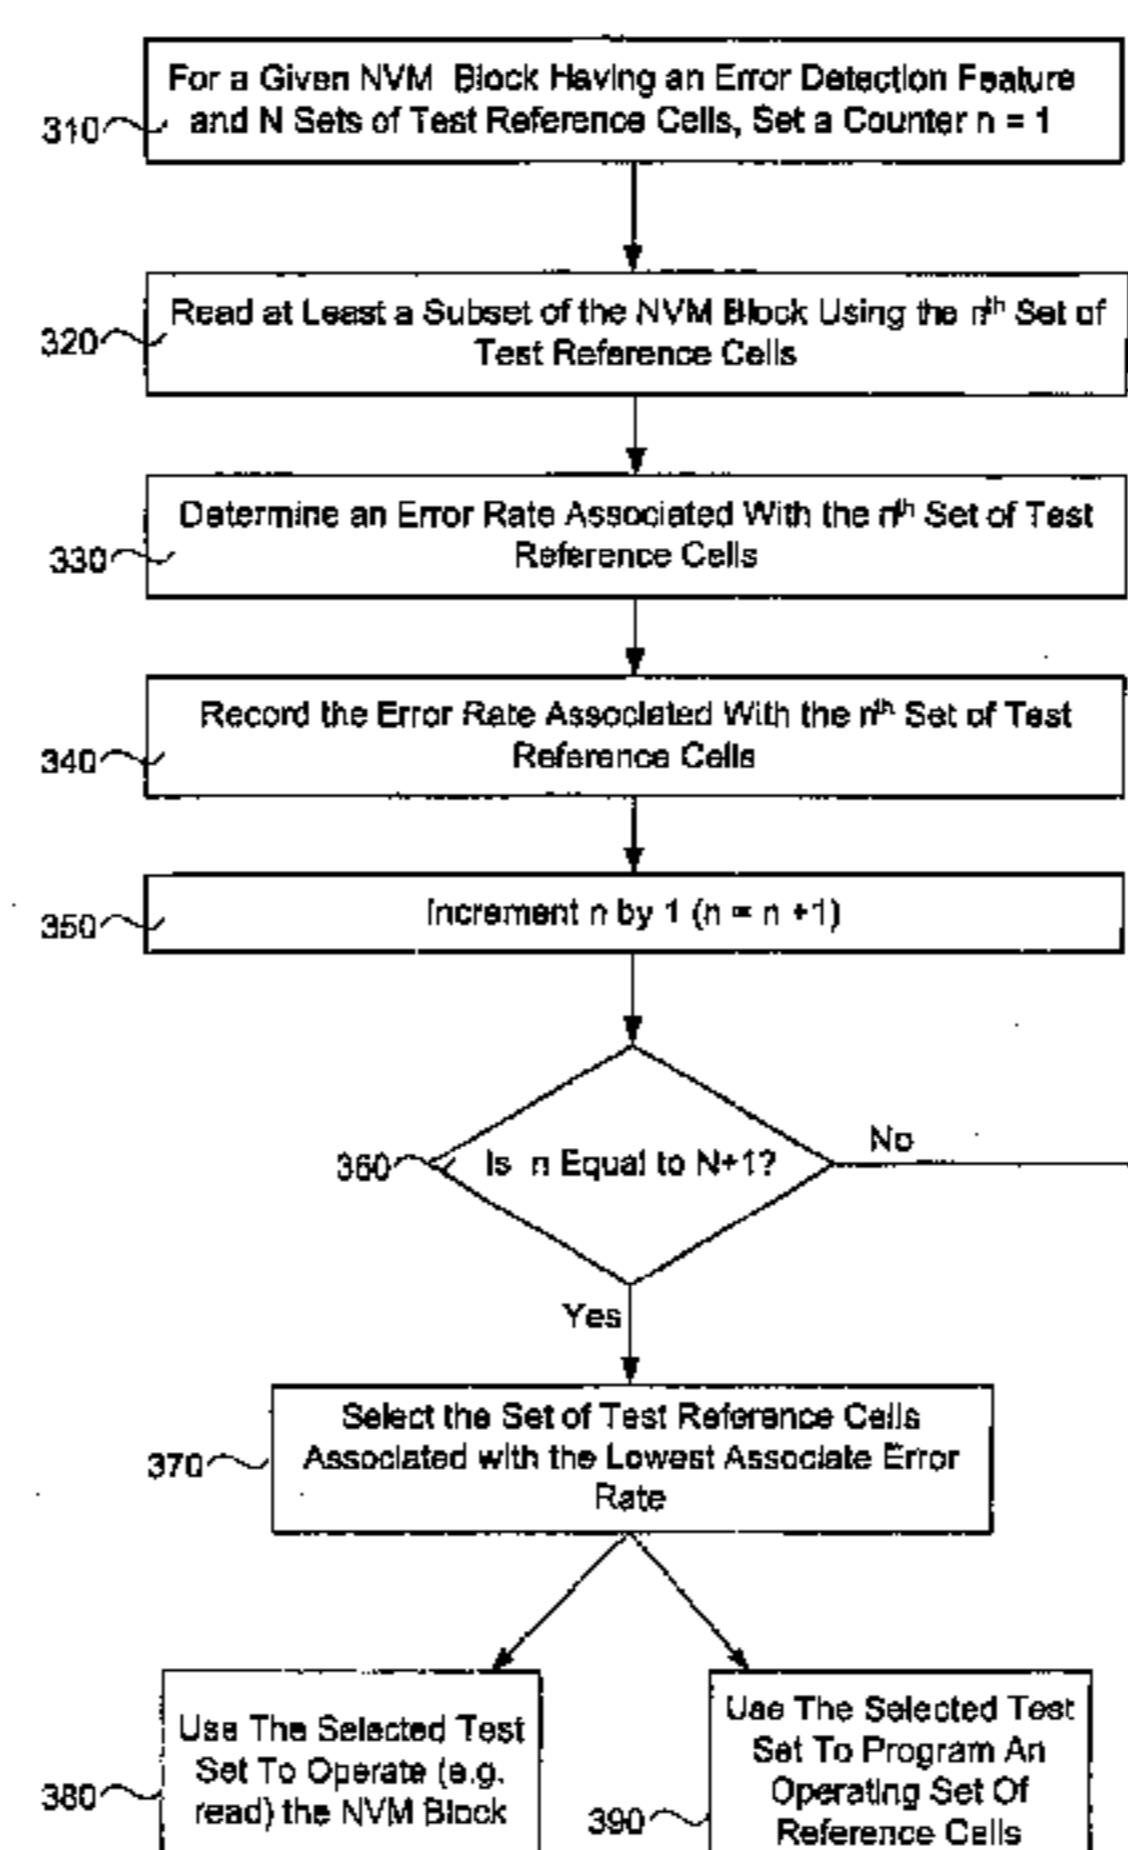 For a Given NVM Block Having an Error Detection Feature
and N Sets of Test Reference Cells, Set a Counter n = 1
310
Read at Least a Subset of the NVM Block Using the nth Set of
Test Reference Cells
320
Determine an Error Rate Associated With the nth Set of Test
Reference Cells
330
Record the Error Rate Associated With the nth Set of Test
Reference Cells
340
Increment n by 1 (n = n +1)
350
Is n Equal to N+1?
360
No
Yes
Select the Set of Test Reference Cells
Associated with the Lowest Associate Error
Rate
370
Use The Selected Test
Set To Operate (e.g.
read) the NVM Block
380
Use The Selected Test
Set To Program An
Operating Set Of
Reference Cells
390